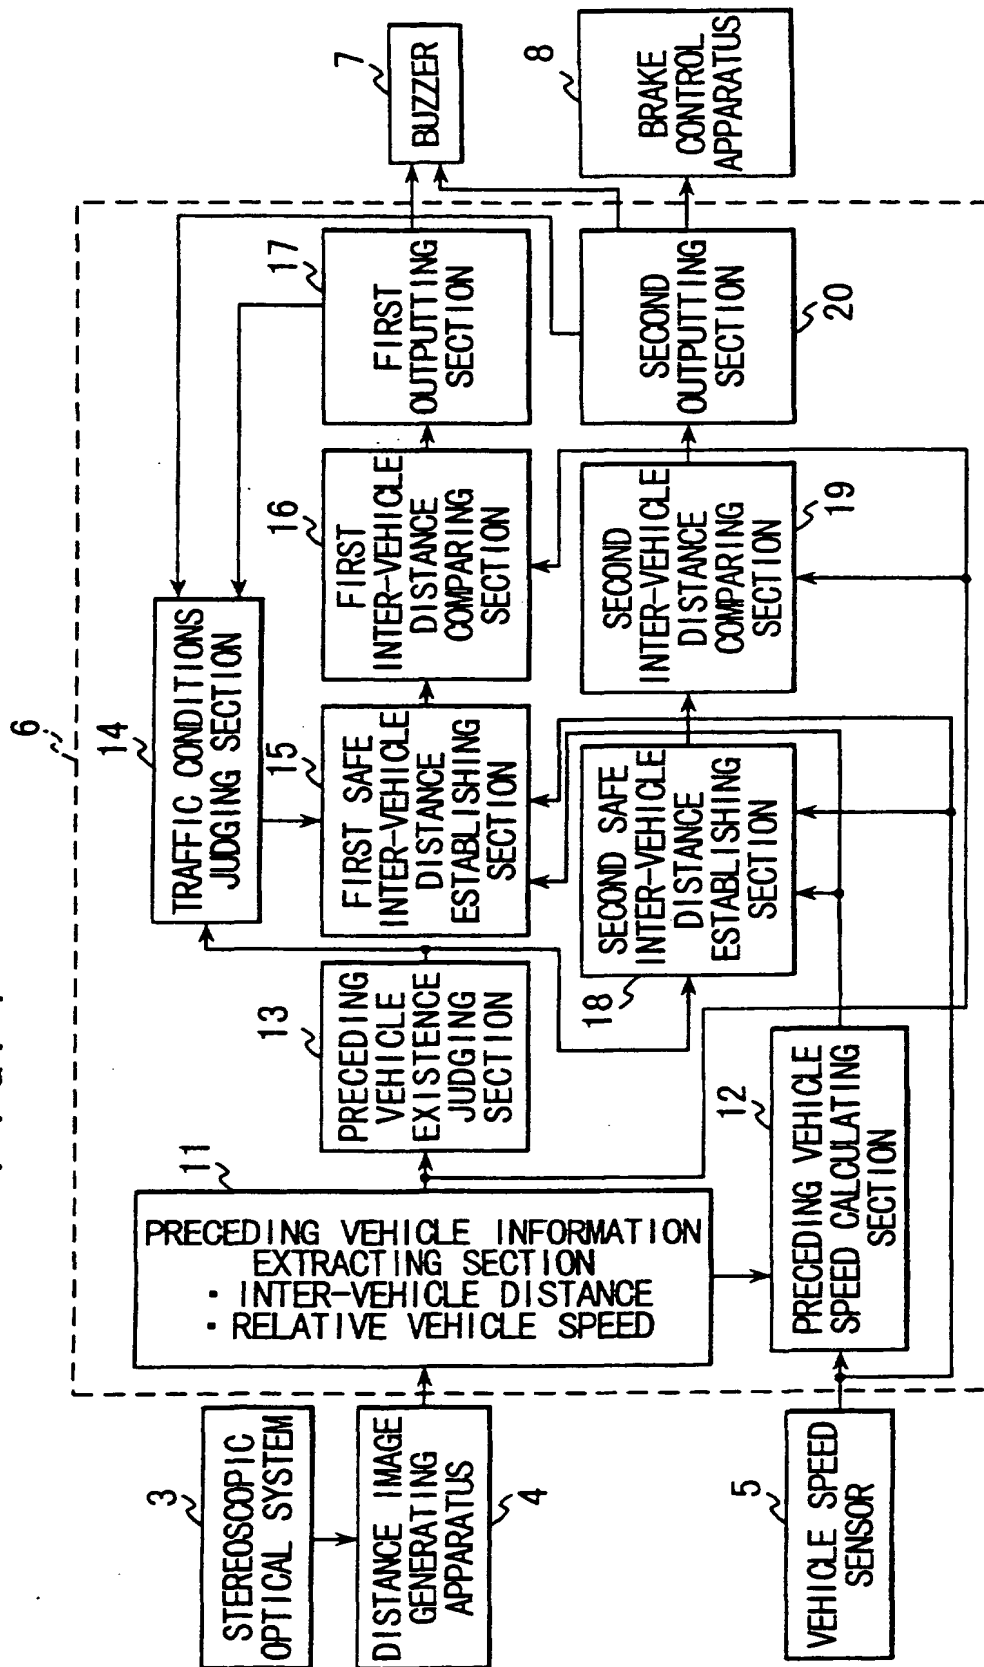 6
3
STEREOSCOPIC
OPTICAL SYSTEM
DISTANCE IMAGE
GENERATING
APPARATUS
4
5
VEHICLE SPEED
SENSOR
11
PRECEDING VEHICLE INFORMATION
EXTRACTING SECTION
· INTER-VEHICLE DISTANCE
· RELATIVE VEHICLE SPEED
12
PRECEDING VEHICLE
SPEED CALCULATING
SECTION
13
PRECEDING
VEHICLE
EXISTENCE
JUDGING
SECTION
14
TRAFFIC CONDITIONS
JUDGING SECTION
15
FIRST SAFE
INTER-VEHICLE
DISTANCE
ESTABLISHING
SECTION
18
SECOND SAFE
INTER-VEHICLE
DISTANCE
ESTABLISHING
SECTION
16
FIRST
INTER-VEHICLE
DISTANCE
COMPARING
SECTION
SECOND
INTER-VEHICLE
DISTANCE
COMPARING
SECTION
19
17
FIRST
OUTPUTTING
SECTION
SECOND
OUTPUTTING
SECTION
20
7
BUZZER
8
BRAKE
CONTROL
APPARATUS